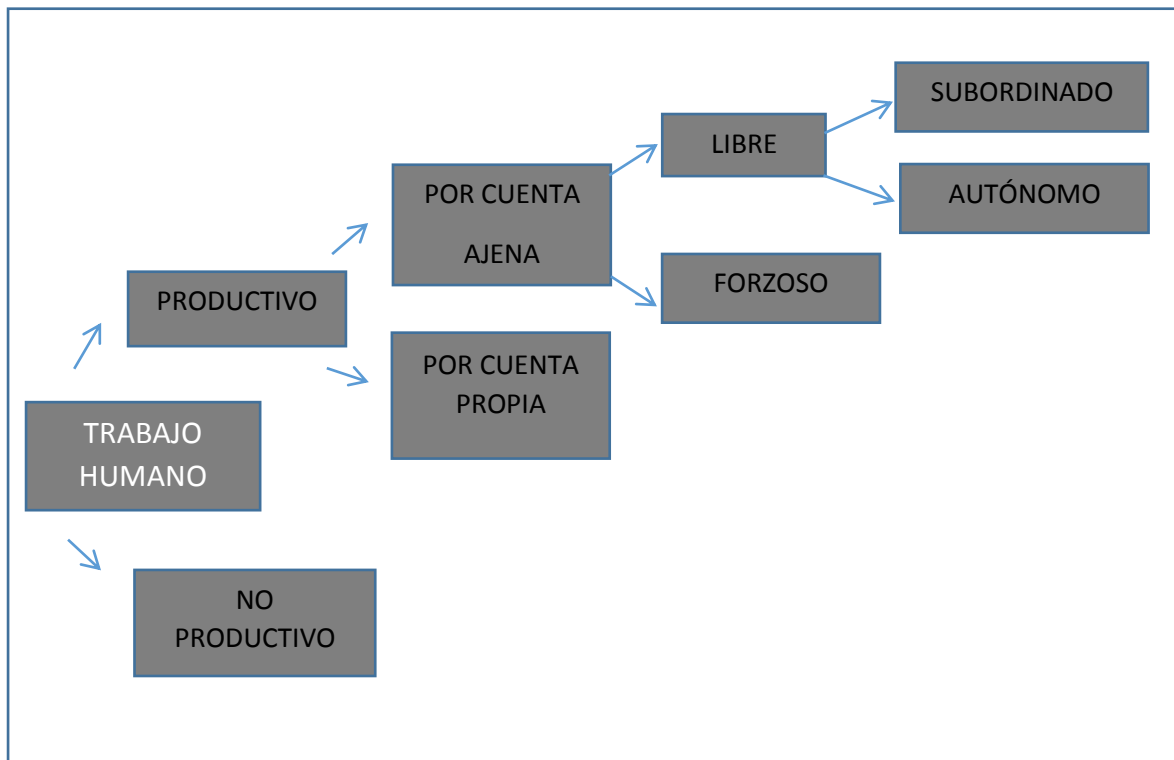 SUBORDINADO
LIBRE
AUTÓNOMO
POR CUENTA
AJENA
FORZOSO
PRODUCTIVO
POR CUENTA
PROPIA
TRABAJO
HUMANO
NO
PRODUCTIVO